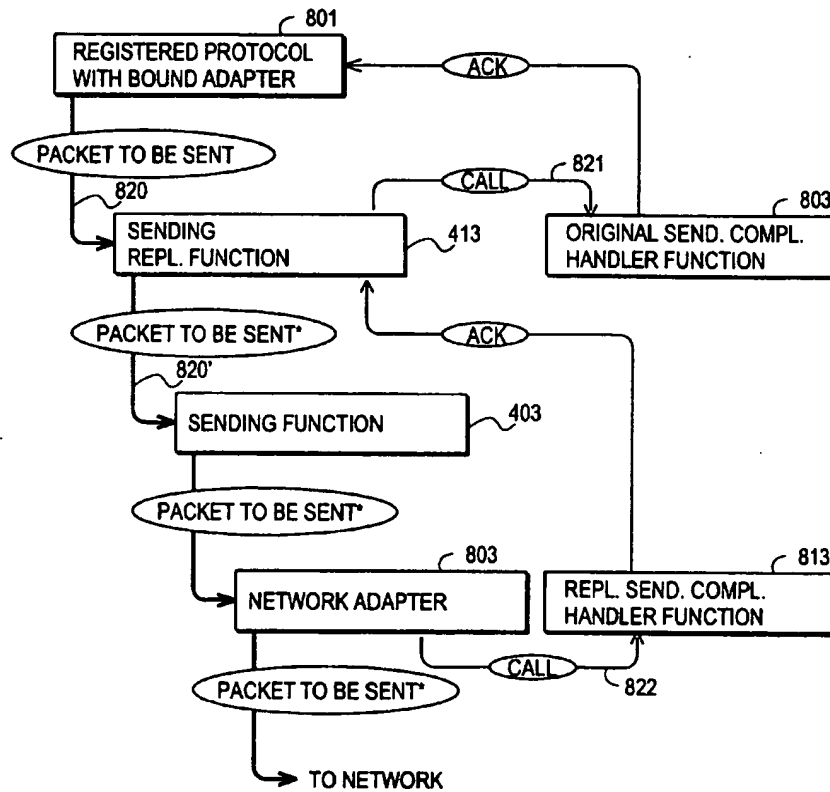 801
REGISTERED PROTOCOL
WITH BOUND ADAPTER
ACK
PACKET TO BE SENT
820
CALL
821
803
SENDING
REPL. FUNCTION
413
ORIGINAL SEND. COMPL.
HANDLER FUNCTION
PACKET TO BE SENT*
ACK
820'
SENDING FUNCTION
403
PACKET TO BE SENT*
803
813
NETWORK ADAPTER
REPL. SEND. COMPL.
HANDLER FUNCTION
CALL
822
PACKET TO BE SENT*
TO NETWORK